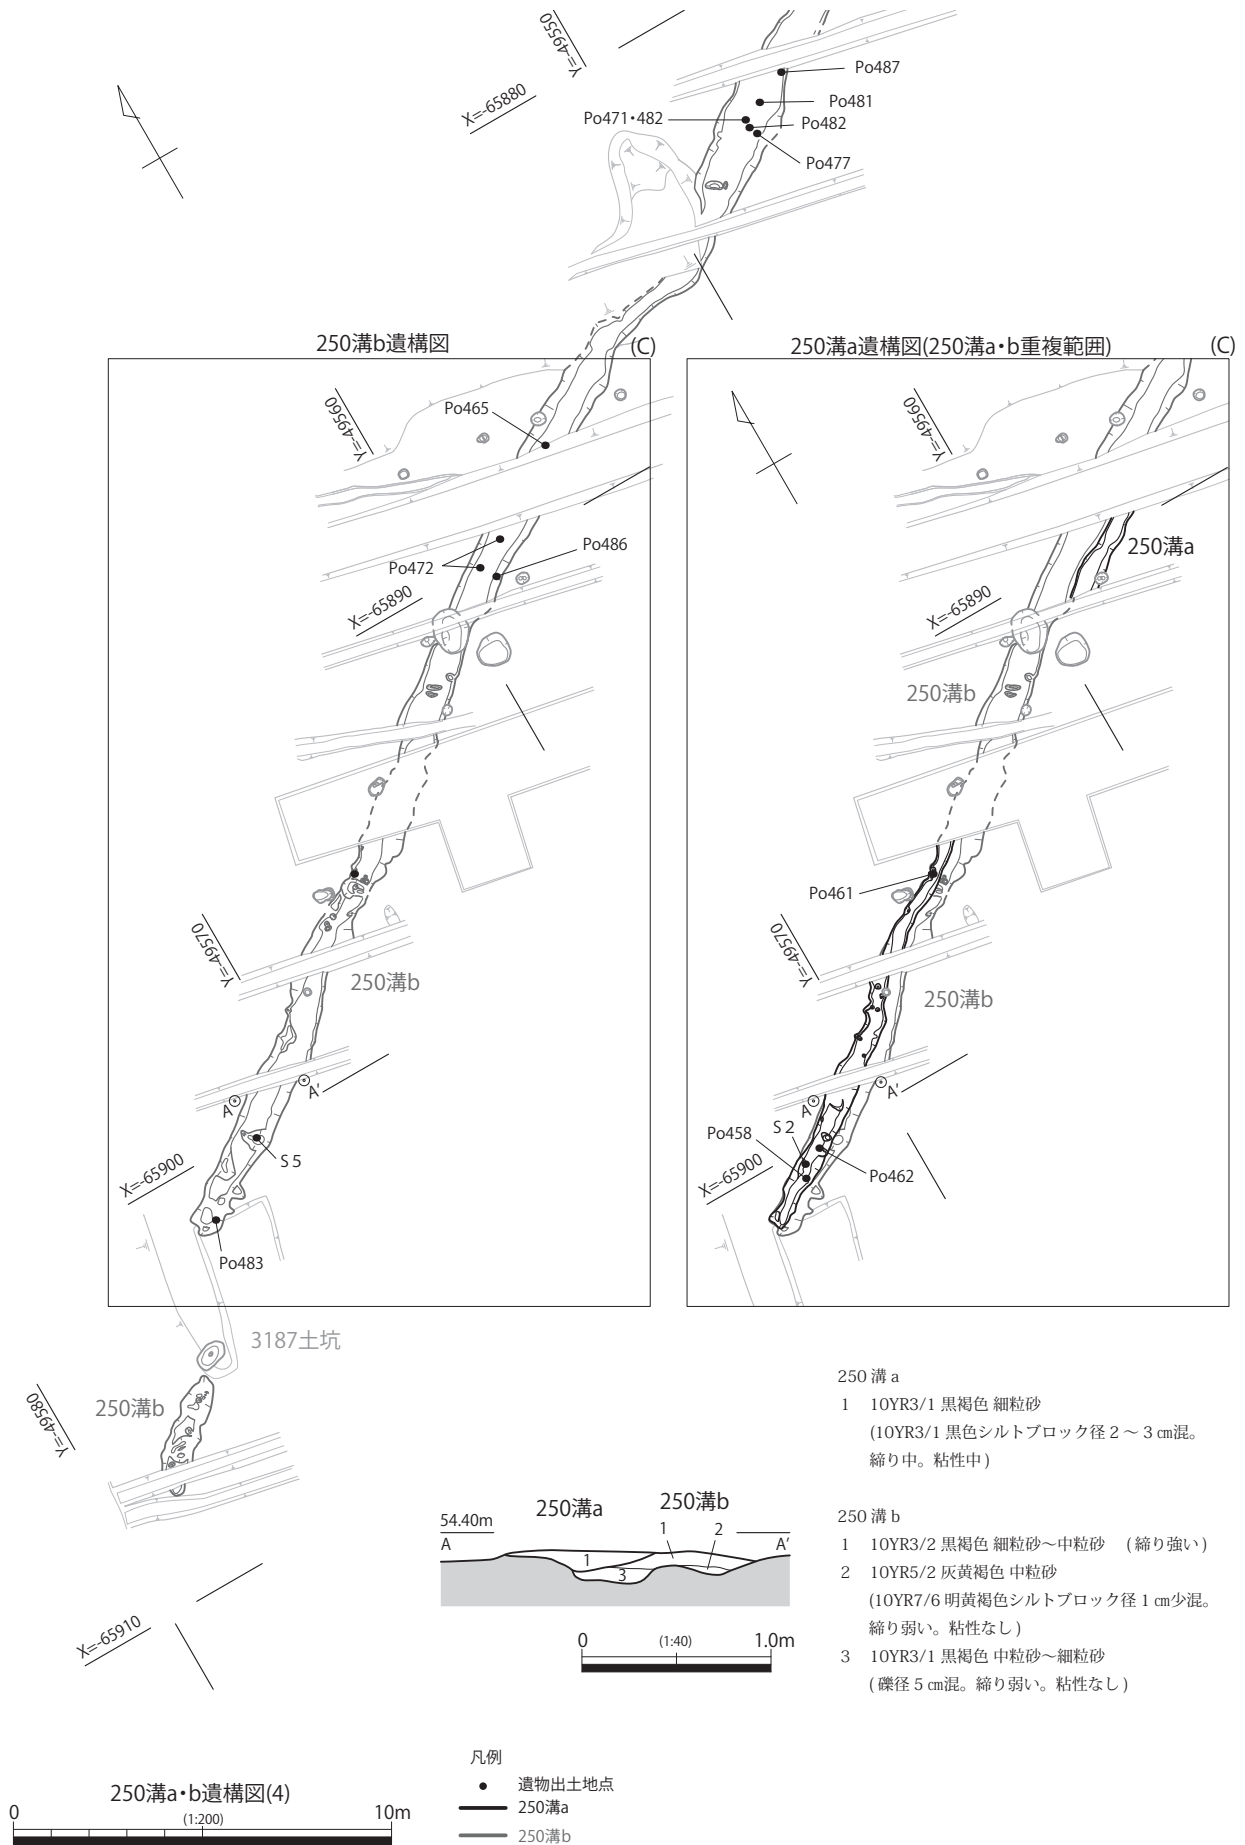 Y=-49550
X=-65880
Po487
Po481
Po471・482
Po482
Po477
250溝b遺構図
(C)
Y=-49560
Po465
Po472
Po486
X=-65890
Y=-49570
250溝b
A
A'
S 5
X=-65900
Po483
250溝a遺構図(250溝a・b重複範囲)
(C)
Y=-49560
250溝a
X=-65890
250溝b
Po461
Y=-49570
250溝b
A
A'
S 2
Po458
Po462
X=-65900
3187土坑
250溝b
Y=-49580
X=-65910
250溝a
250溝b
54.40m
A
A'
1
1
2
3
0
(1:40)
1.0m
250 溝 a
1 10YR3/1 黒褐色 細粒砂
(10YR3/1 黒色シルトブロック径 2 ～ 3 ㎝混。
締り中。粘性中 )
250 溝 b
1 10YR3/2 黒褐色 細粒砂～中粒砂 ( 締り強い )
2 10YR5/2 灰黄褐色 中粒砂
(10YR7/6 明黄褐色シルトブロック径 1 ㎝少混。
締り弱い。粘性なし )
3 10YR3/1 黒褐色 中粒砂～細粒砂
( 礫径 5 ㎝混。締り弱い。粘性なし )
250溝a・b遺構図(4)
0
(1:200)
10m
凡例
遺物出土地点
250溝a
250溝b